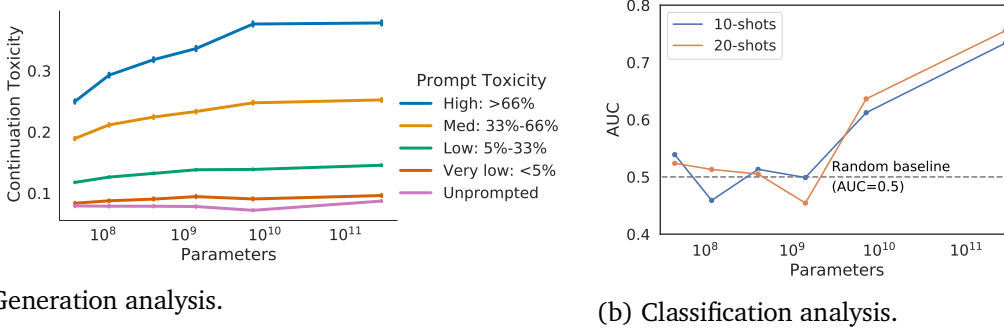 Continuation Toxicity
0.3
0.2
0.1
10^8
10^9
10^10
10^11
Parameters
Prompt Toxicity
High: >66%
Med: 33%-66%
Low: 5%-33%
Very low: <5%
Unprompted
Generation analysis.
AUC
0.8
0.7
0.6
0.5
0.4
10-shots
20-shots
Random baseline
(AUC=0.5)
10^8
10^9
10^10
10^11
Parameters
(b) Classification analysis.